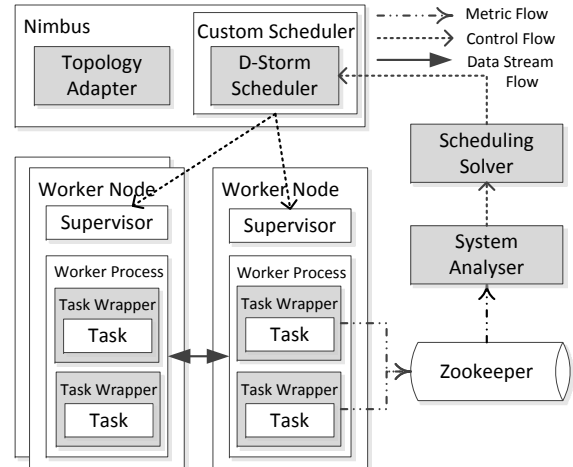 Nimbus
Topology
Adapter
Custom Scheduler
D-Storm
Scheduler
Metric Flow
Control Flow
Data Stream
Flow
Scheduling
Solver
System
Analyser
Zookeeper
Worker Node
Supervisor
Worker Process
Task Wrapper
Task
Task Wrapper
Task
Worker Node
Supervisor
Worker Process
Task Wrapper
Task
Task Wrapper
Task